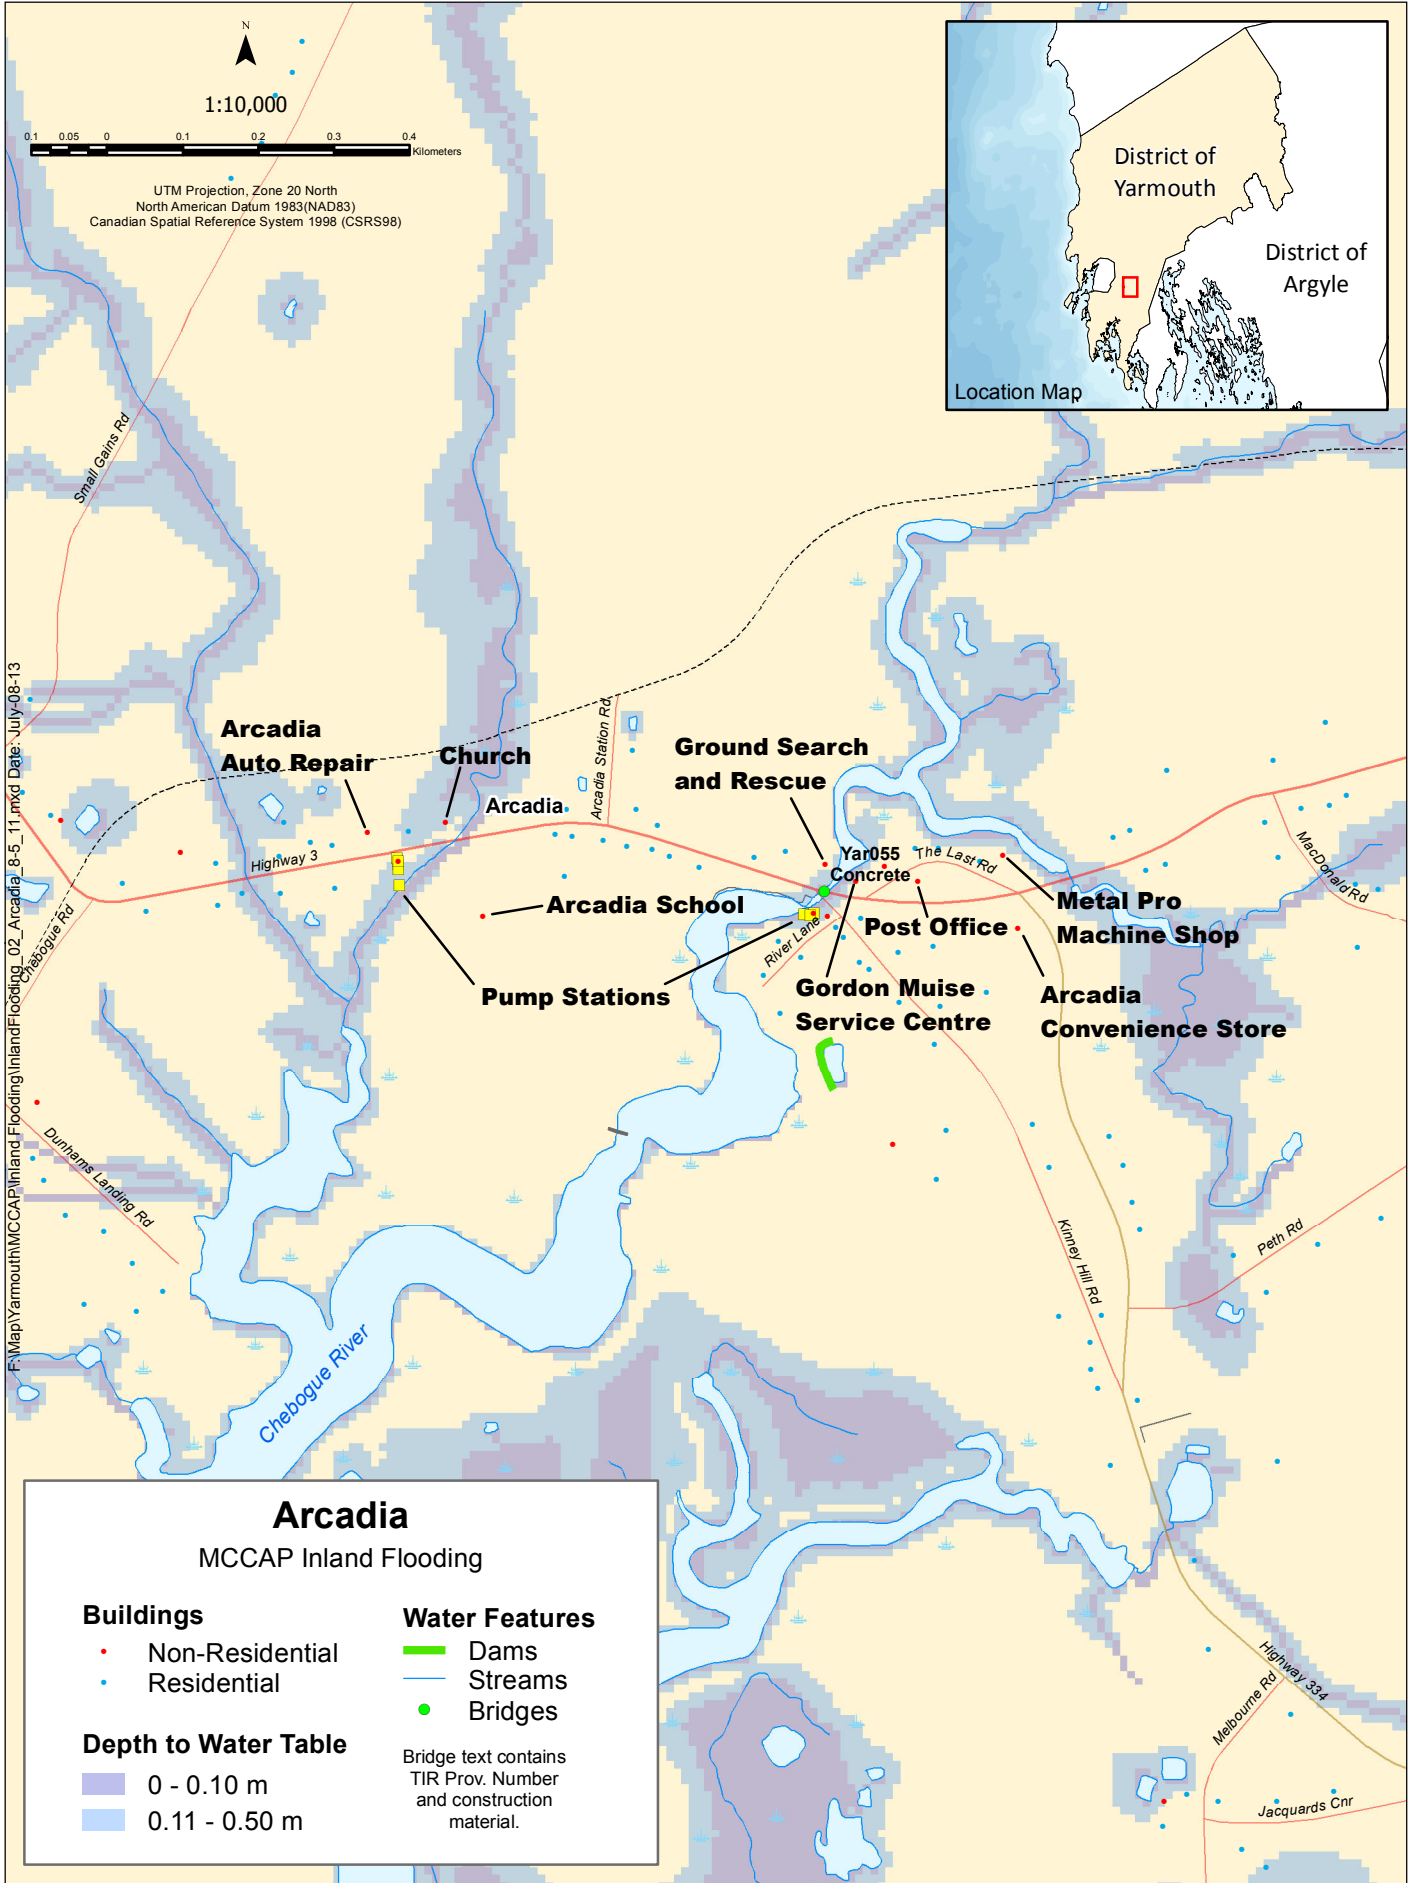 N
1:10,000
0.1 0.05 0 0.1 0.2 0.3 0.4
Kilometers
UTM Projection, Zone 20 North
North American Datum 1983(NAD83)
Canadian Spatial Reference System 1998 (CSRS98)
District of
Yarmouth
District of
Argyle
Location Map
Small Gains Rd
F:\Map\Yarmouth\MCCAP\Inland Flooding\InlandFlooding_02_Arcadia_8-5_11.mxd Date: July-08-13
Arcadia
Auto Repair
Church
Arcadia
Arcadia Station Rd
Ground Search
and Rescue
Highway 3
Yar055
Concrete
The Last Rd
MacDonald Rd
Chebogue Rd
Arcadia School
Post Office
Metal Pro
Machine Shop
River Lane
Pump Stations
Gordon Muise
Service Centre
Arcadia
Convenience Store
Dunhams Landing Rd
Kinney Hill Rd
Peth Rd
Chebogue River
Highway 334
Melbourne Rd
Jacquards Cnr
Arcadia
MCCAP Inland Flooding
Buildings
Non-Residential
Residential
Depth to Water Table
0 - 0.10 m
0.11 - 0.50 m
Water Features
Dams
Streams
Bridges
Bridge text contains
TIR Prov. Number
and construction
material.